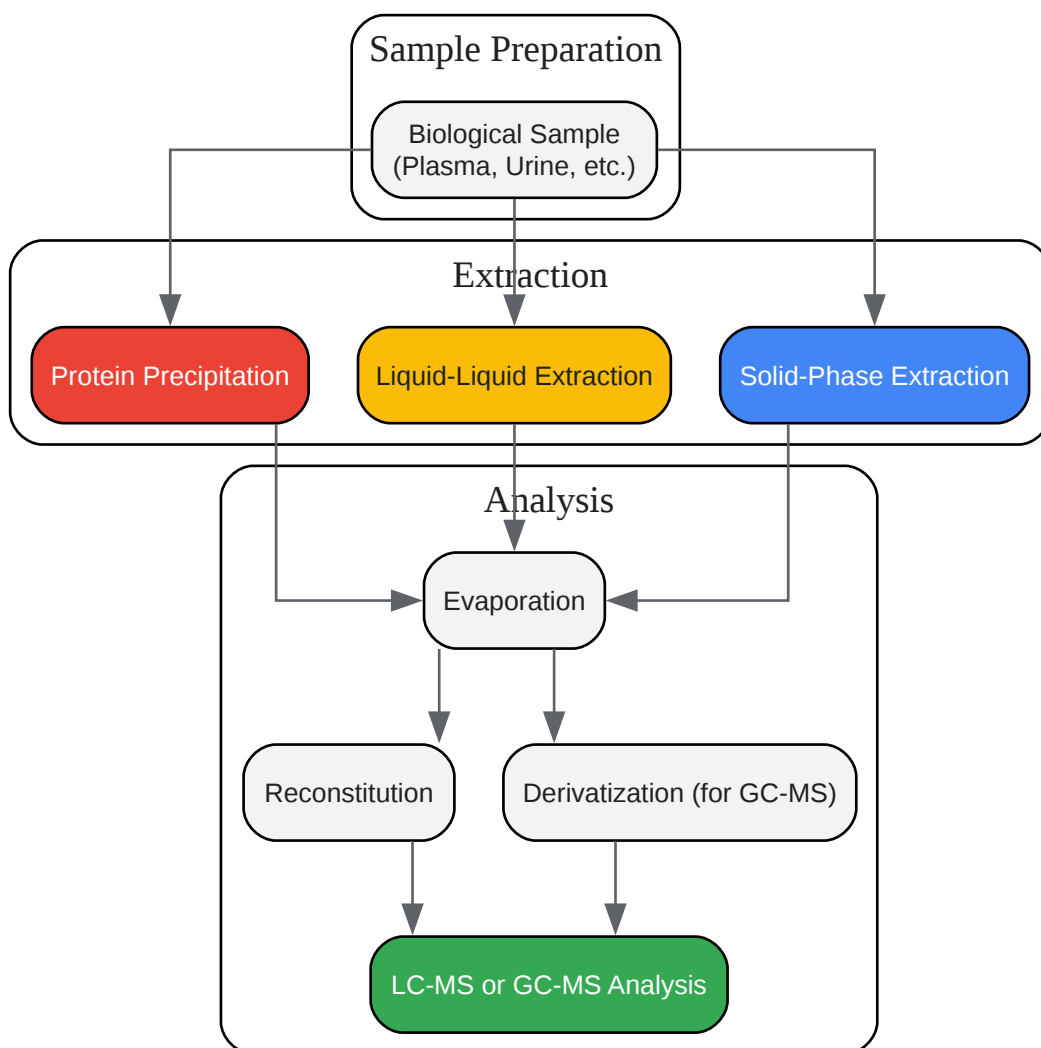 Sample Preparation
Biological Sample
(Plasma, Urine, etc.)
Extraction
Protein Precipitation
Liquid-Liquid Extraction
Solid-Phase Extraction
Analysis
Evaporation
Reconstitution
Derivatization (for GC-MS)
LC-MS or GC-MS Analysis